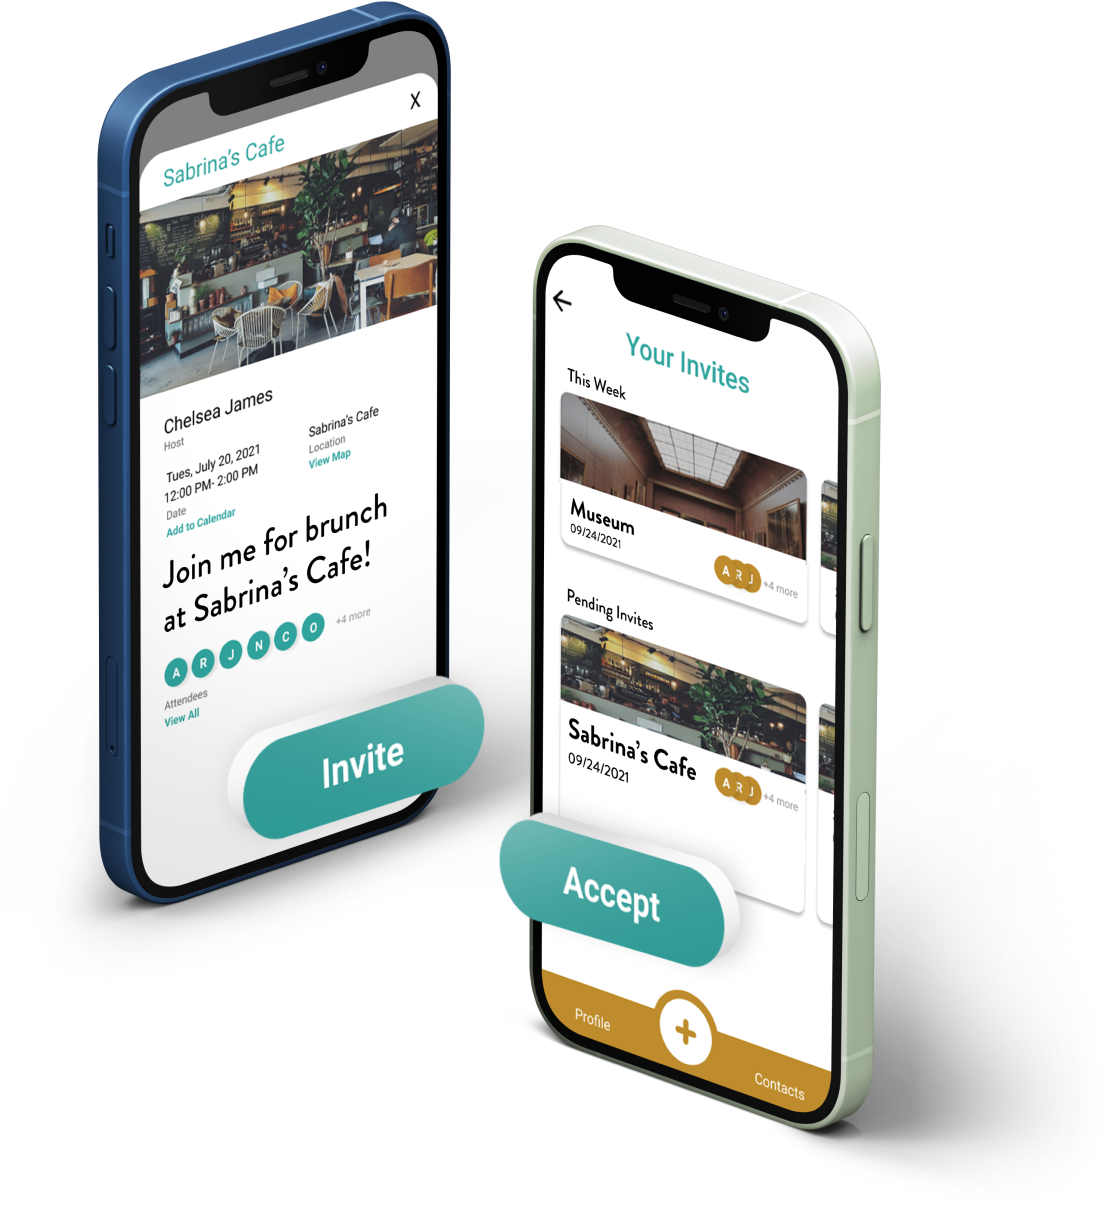 X
Sabrina's Cafe
Chelsea James
Host
Tues, July 20, 2021
12:00 PM- 2:00 PM
Date
Add to Calendar
Sabrina's Cafe
Location
View Map
Join me for brunch
at Sabrina's Cafe!
A R J N C O +4 more
Attendees
View All
Invite
Your Invites
This Week
Museum
09/24/2021
A R J +4 more
Pending Invites
Sabrina's Cafe
09/24/2021
A R J +4 more
Accept
Profile
+
Contacts